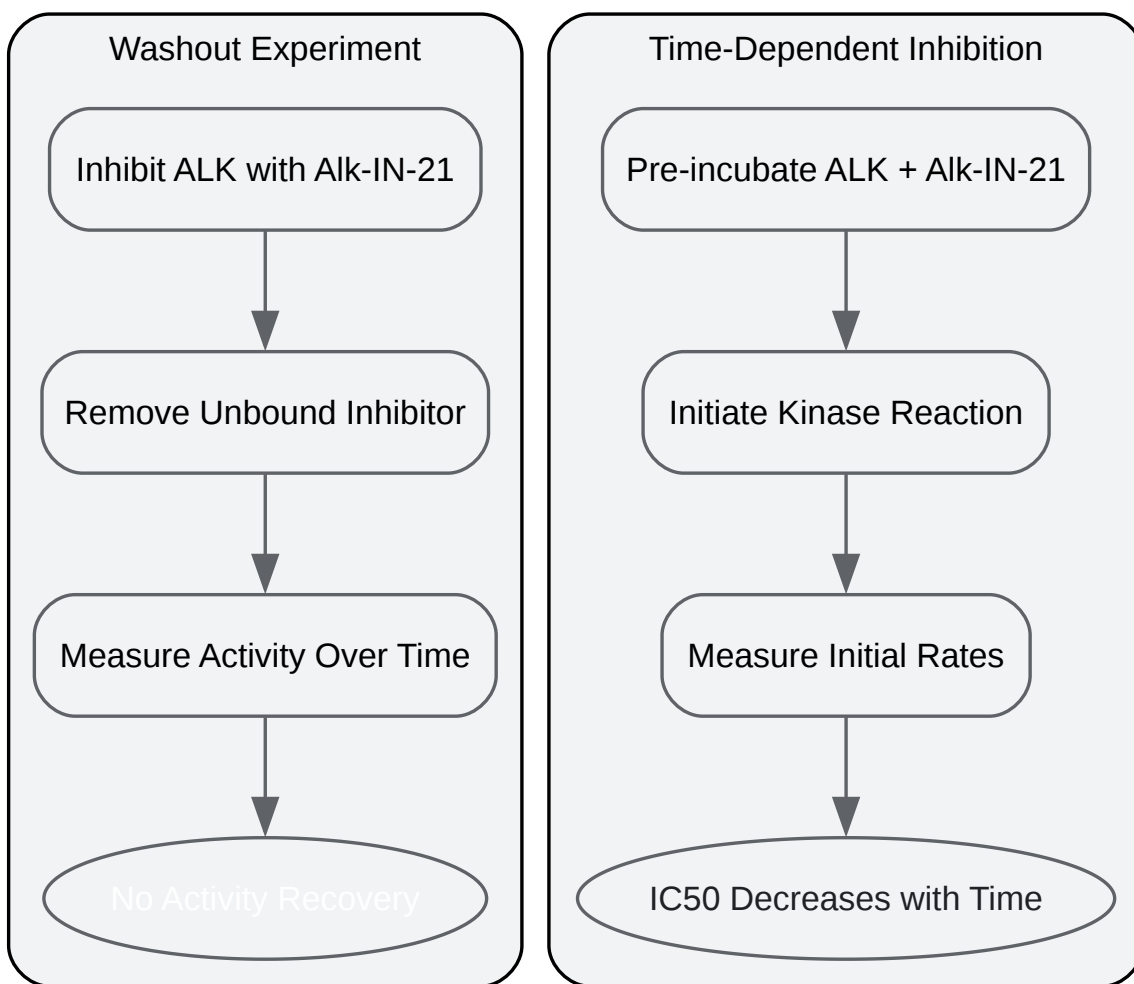 Washout Experiment
Inhibit ALK with Alk-IN-21
Remove Unbound Inhibitor
Measure Activity Over Time
No Activity Recovery
Time-Dependent Inhibition
Pre-incubate ALK + Alk-IN-21
Initiate Kinase Reaction
Measure Initial Rates
IC50 Decreases with Time